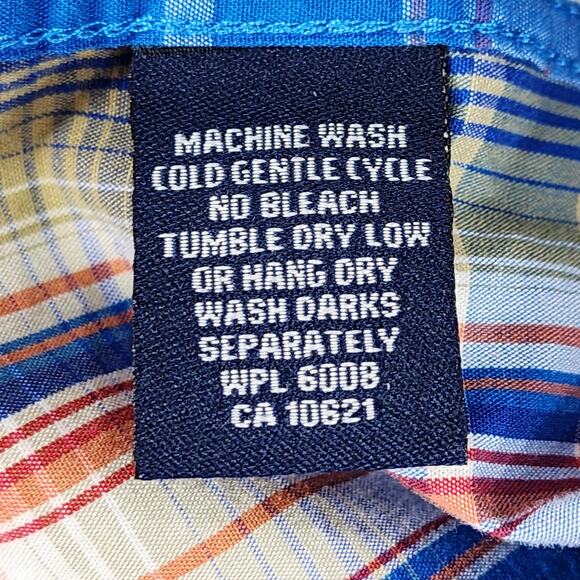 MACHINE WASH
COLD GENTLE CYCLE
NO BLEACH
TUMBLE DRY LOW
OR HANG DRY
WASH DARKS
SEPARATELY
WPL 6008
CA 10621